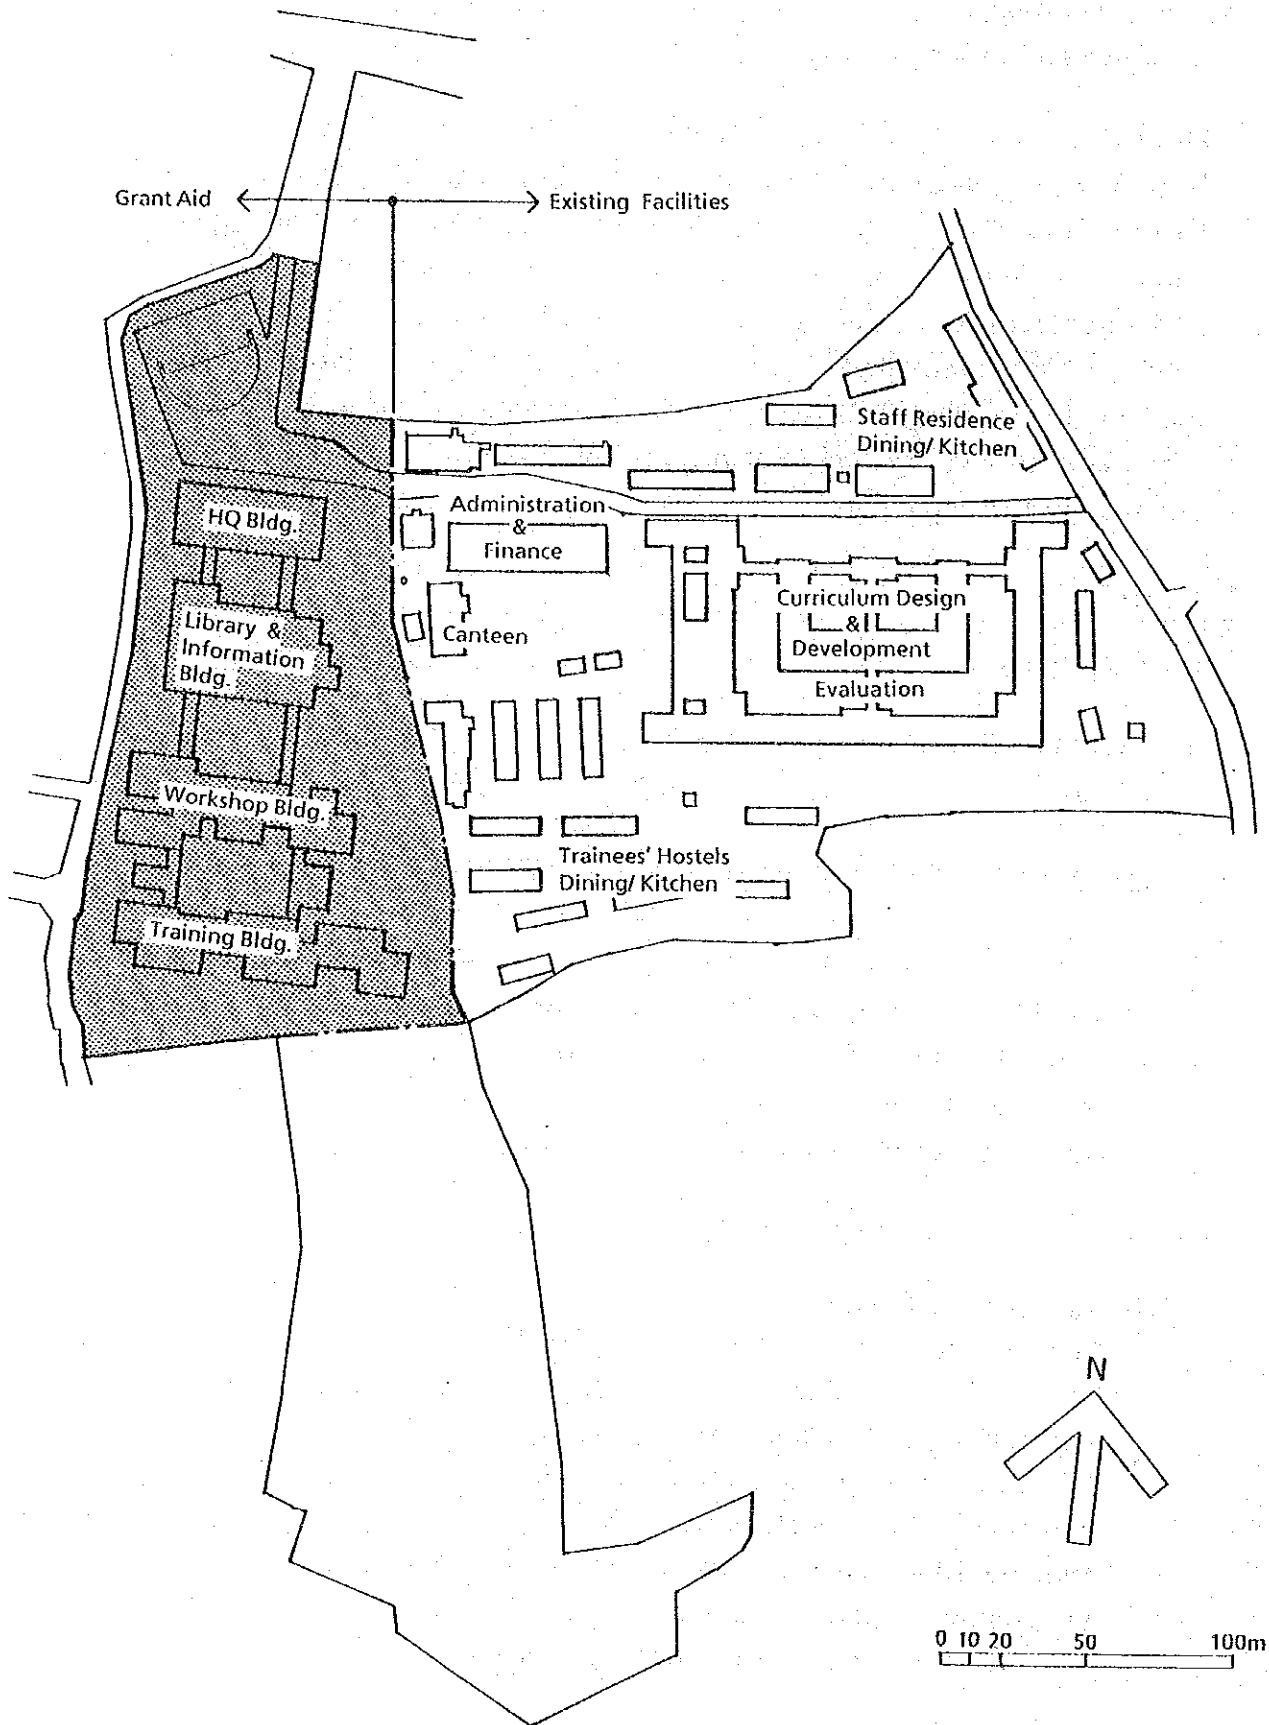 Grant Aid
Existing Facilities
Staff Residence
Dining/ Kitchen
HQ Bldg.
Administration
&
Finance
Library &
Information
Bldg.
Canteen
Curriculum Design
&
Development
Evaluation
Workshop Bldg.
Trainees' Hostels
Dining/ Kitchen
Training Bldg.
N
0 10 20 50 100m